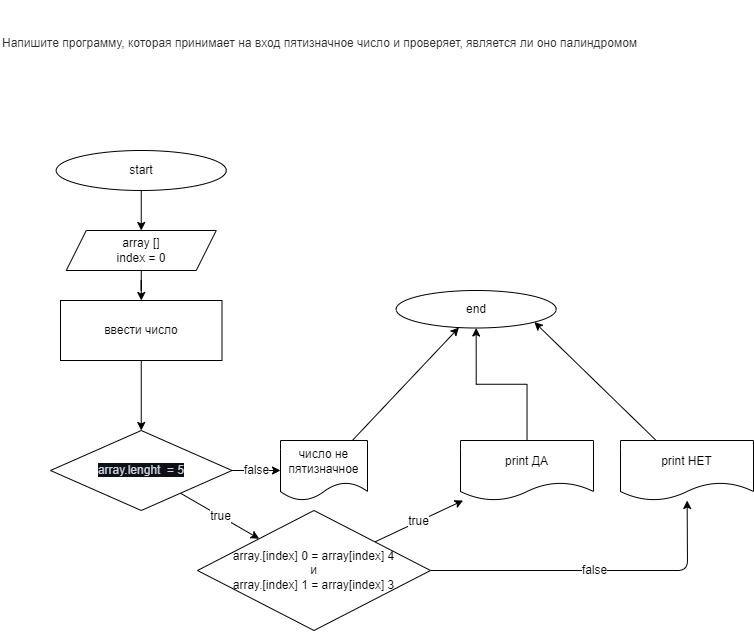 Напишите программу, которая принимает на вход пятизначное число и проверяет, является ли оно палиндромом
start
array []
index = 0
ввести число
end
array.lenght = 5
false
число не
пятизначное
print ДА
print НЕТ
true
true
array.[index] 0 = array[index] 4
и
array.[index] 1 = array[index] 3
false